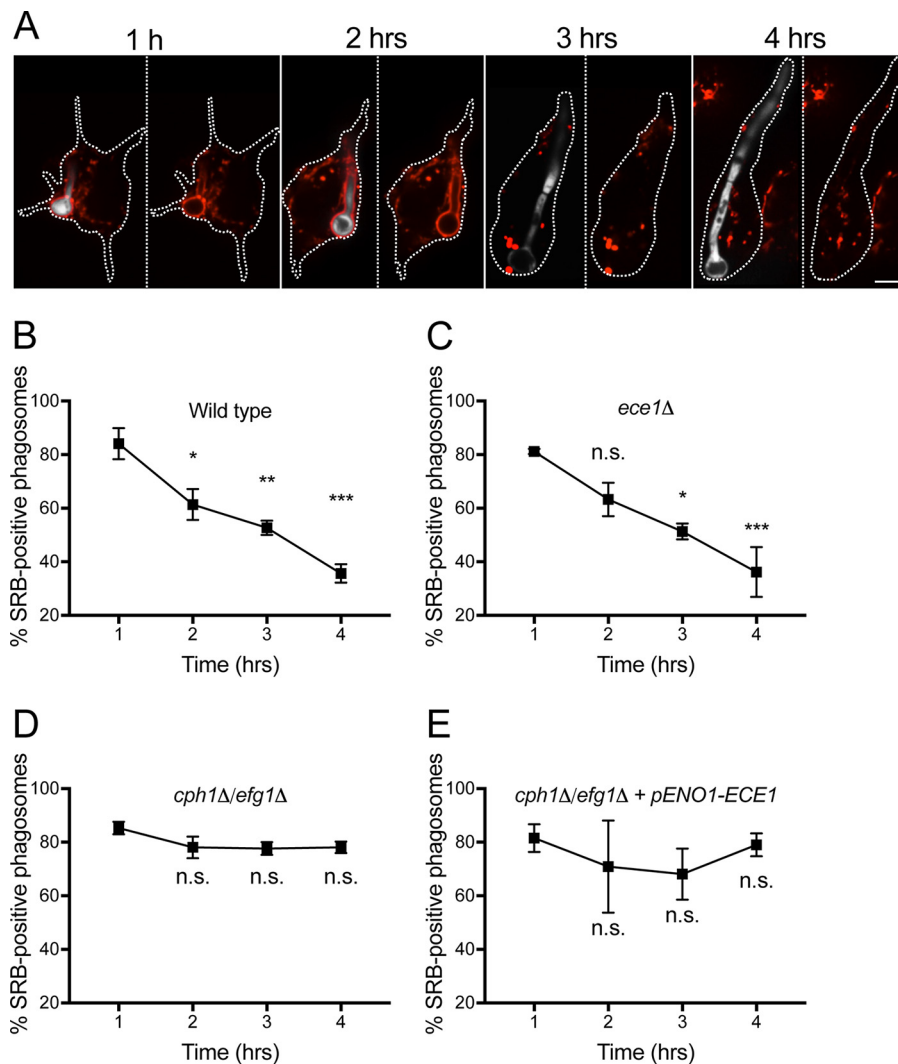 A
1 h 2 hrs 3 hrs 4 hrs
B
% SRB-positive phagosomes
100
80
60
40
20
Wild type
*
**
***
1 2 3 4
Time (hrs)
C
% SRB-positive phagosomes
100
80
60
40
20
ece1Δ
n.s.
*
***
1 2 3 4
Time (hrs)
D
% SRB-positive phagosomes
100
80
60
40
20
cph1Δ/efg1Δ
n.s. n.s. n.s.
1 2 3 4
Time (hrs)
E
% SRB-positive phagosomes
100
80
60
40
20
cph1Δ/efg1Δ + pENO1-ECE1
n.s. n.s. n.s.
1 2 3 4
Time (hrs)